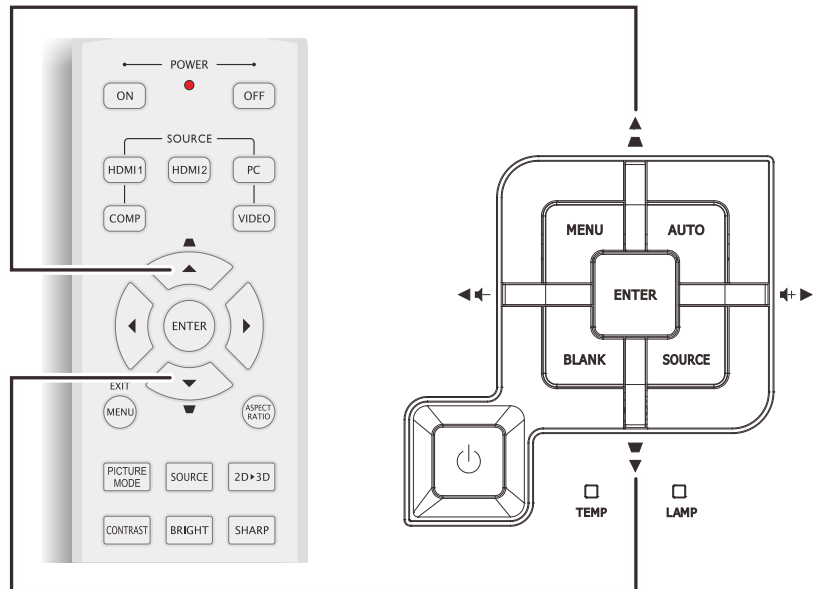 POWER
ON
OFF
SOURCE
HDMI1
HDMI2
PC
COMP
VIDEO
ENTER
EXIT
MENU
ASPECT
RATIO
PICTURE
MODE
SOURCE
2D▸3D
CONTRAST
BRIGHT
SHARP
MENU
AUTO
ENTER
BLANK
SOURCE
TEMP
LAMP